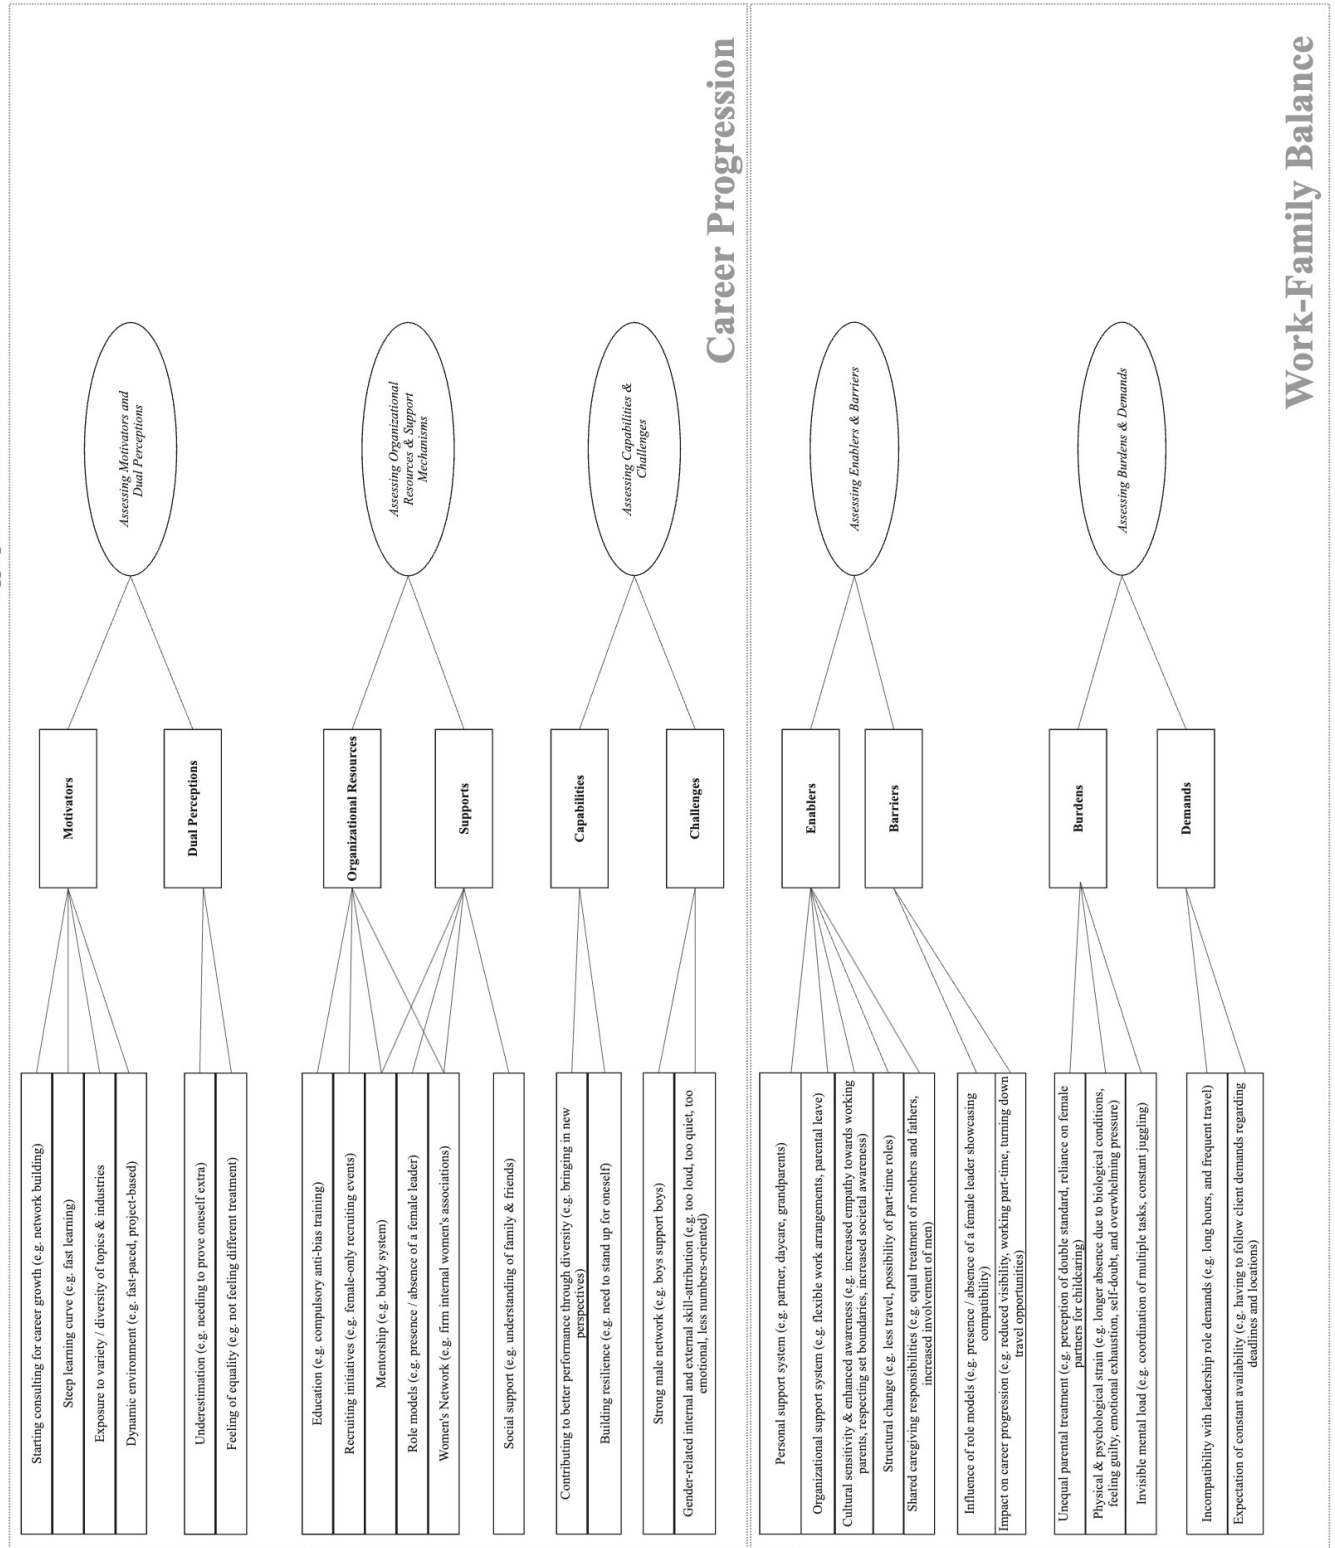 Starting consulting for career growth (e.g. network building)
Steep learning curve (e.g. fast learning)
Exposure to variety / diversity of topics & industries
Dynamic environment (e.g. fast-paced, project-based)
Underestimation (e.g. needing to prove oneself extra)
Feeling of equality (e.g. not feeling different treatment)
Education (e.g. compulsory anti-bias training)
Recruiting initiatives (e.g. female-only recruiting events)
Mentorship (e.g. buddy system)
Role models (e.g. presence / absence of a female leader)
Women's Network (e.g. firm internal women's associations)
Social support (e.g. understanding of family & friends)
Contributing to better performance through diversity (e.g. bringing in new
perspectives)
Building resilience (e.g. need to stand up for oneself)
Strong male network (e.g. boys support boys)
Gender-related internal and external skill-attribution (e.g. too loud, too quiet, too
emotional, less numbers-oriented)
Motivators
Dual Perceptions
Organizational Resources
Supports
Capabilities
Challenges
Assessing Motivators and
Dual Perceptions
Assessing Organizational
Resources & Support
Mechanisms
Assessing Capabilities &
Challenges
Career Progression
Personal support system (e.g. partner, daycare, grandparents)
Organizational support system (e.g. flexible work arrangements, parental leave)
Cultural sensitivity & enhanced awareness (e.g. increased empathy towards working
parents, respecting set boundaries, increased societal awareness)
Structural change (e.g. less travel, possibility of part-time roles)
Shared caregiving responsibilities (e.g. equal treatment of mothers and fathers,
increased involvement of men)
Influence of role models (e.g. presence / absence of a female leader showcasing
compatibility)
Impact on career progression (e.g. reduced visibility, working part-time, turning down
travel opportunities)
Unequal parental treatment (e.g. perception of double standard, reliance on female
partners for childcaring)
Physical & psychological strain (e.g. longer absence due to biological conditions,
feeling guilty, emotional exhaustion, self-doubt, and overwhelming pressure)
Invisible mental load (e.g. coordination of multiple tasks, constant juggling)
Incompatibility with leadership role demands (e.g. long hours, and frequent travel)
Expectation of constant availability (e.g. having to follow client demands regarding
deadlines and locations)
Enablers
Barriers
Burdens
Demands
Assessing Enablers & Barriers
Assessing Burdens & Demands
Work-Family Balance